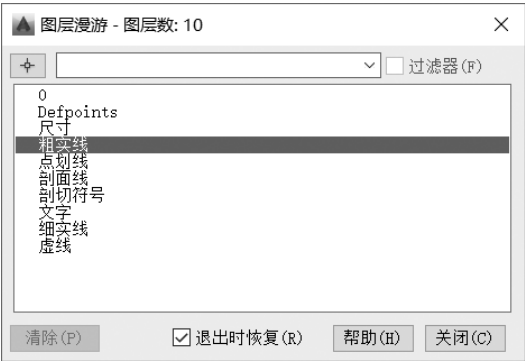 图层漫游 - 图层数: 10
过滤器(F)
0
Defpoints
尺寸
粗实线
点划线
剖面线
剖切符号
文字
细实线
虚线
清除(P)
退出时恢复(R)
帮助(H)
关闭(C)